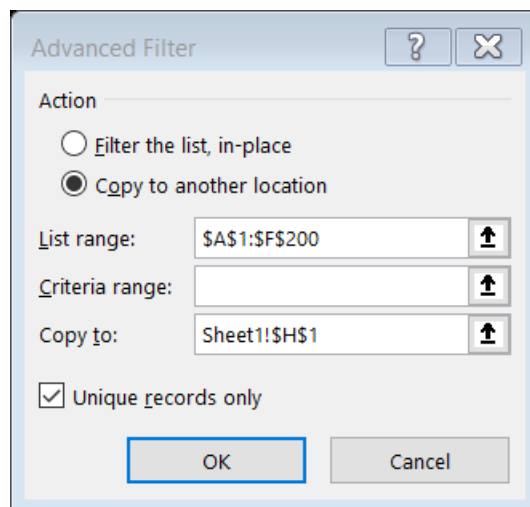 Advanced Filter ?
Action
Filter the list, in-place
Copy to another location
List range: $A$1:$F$200
Criteria range:
Copy to: Sheet1!$H$1
Unique records only
OK Cancel